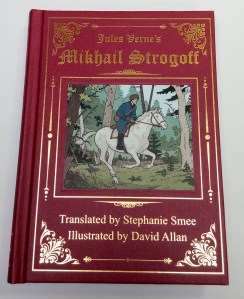 Jules Verne's
Mikhail Strogoff
Translated by Stephanie Smee
Illustrated by David Allan